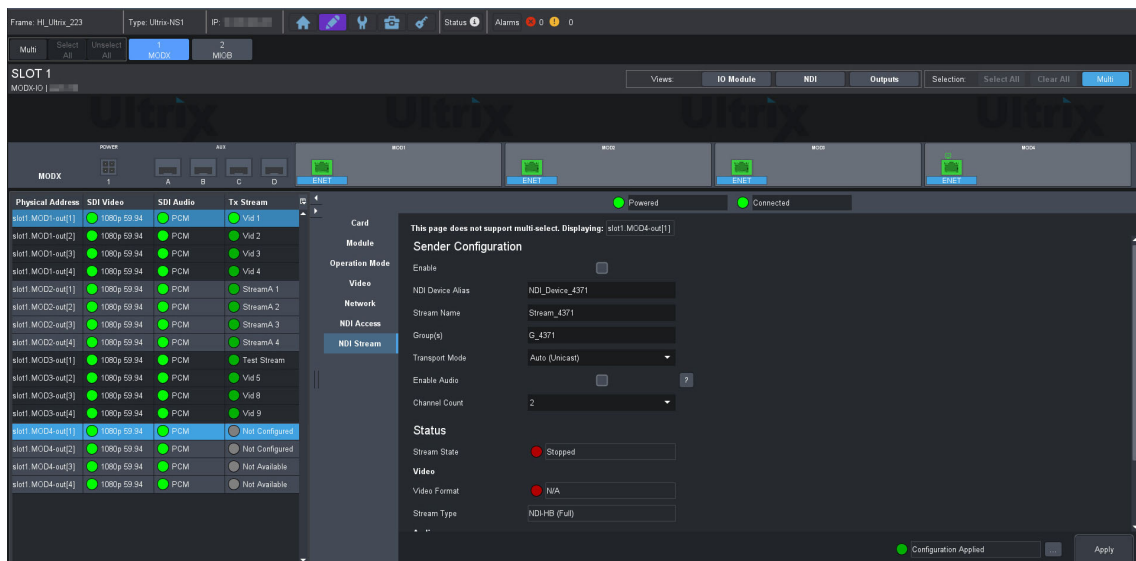 Frame: HI_Ultrix_223 Type: Ultrix-NS1 IP: Status Alarms 0 0
Multi Select All Unselect All 1 MODX 2 MIOB
SLOT 1
MODX-IO |
Views: IO Module NDI Outputs Selection: Select All Clear All Multi
Ultrix Ultrix Ultrix Ultrix
POWER AUX MOD1 MOD2 MOD3 MOD4
MODX 1 A B C D ENET ENET ENET ENET
Physical Address SDI Video SDI Audio Tx Stream
slot1.MOD1-out[1] 1080p 59.94 PCM Vid 1
slot1.MOD1-out[2] 1080p 59.94 PCM Vid 2
slot1.MOD1-out[3] 1080p 59.94 PCM Vid 3
slot1.MOD1-out[4] 1080p 59.94 PCM Vid 4
slot1.MOD2-out[1] 1080p 59.94 PCM StreamA 1
slot1.MOD2-out[2] 1080p 59.94 PCM StreamA 2
slot1.MOD2-out[3] 1080p 59.94 PCM StreamA 3
slot1.MOD2-out[4] 1080p 59.94 PCM StreamA 4
slot1.MOD3-out[1] 1080p 59.94 PCM Test Stream
slot1.MOD3-out[2] 1080p 59.94 PCM Vid 5
slot1.MOD3-out[3] 1080p 59.94 PCM Vid 8
slot1.MOD3-out[4] 1080p 59.94 PCM Vid 9
slot1.MOD4-out[1] 1080p 59.94 PCM Not Configured
slot1.MOD4-out[2] 1080p 59.94 PCM Not Configured
slot1.MOD4-out[3] 1080p 59.94 PCM Not Available
slot1.MOD4-out[4] 1080p 59.94 PCM Not Available
Card
Module
Operation Mode
Video
Network
NDI Access
NDI Stream
Powered Connected
This page does not support multi-select. Displaying: slot1.MOD4-out[1]
Sender Configuration
Enable
NDI Device Alias NDI_Device_4371
Stream Name Stream_4371
Group(s) G_4371
Transport Mode Auto (Unicast)
Enable Audio ?
Channel Count 2
Status
Stream State Stopped
Video
Video Format N/A
Stream Type NDI-HB (Full)
Configuration Applied ... Apply